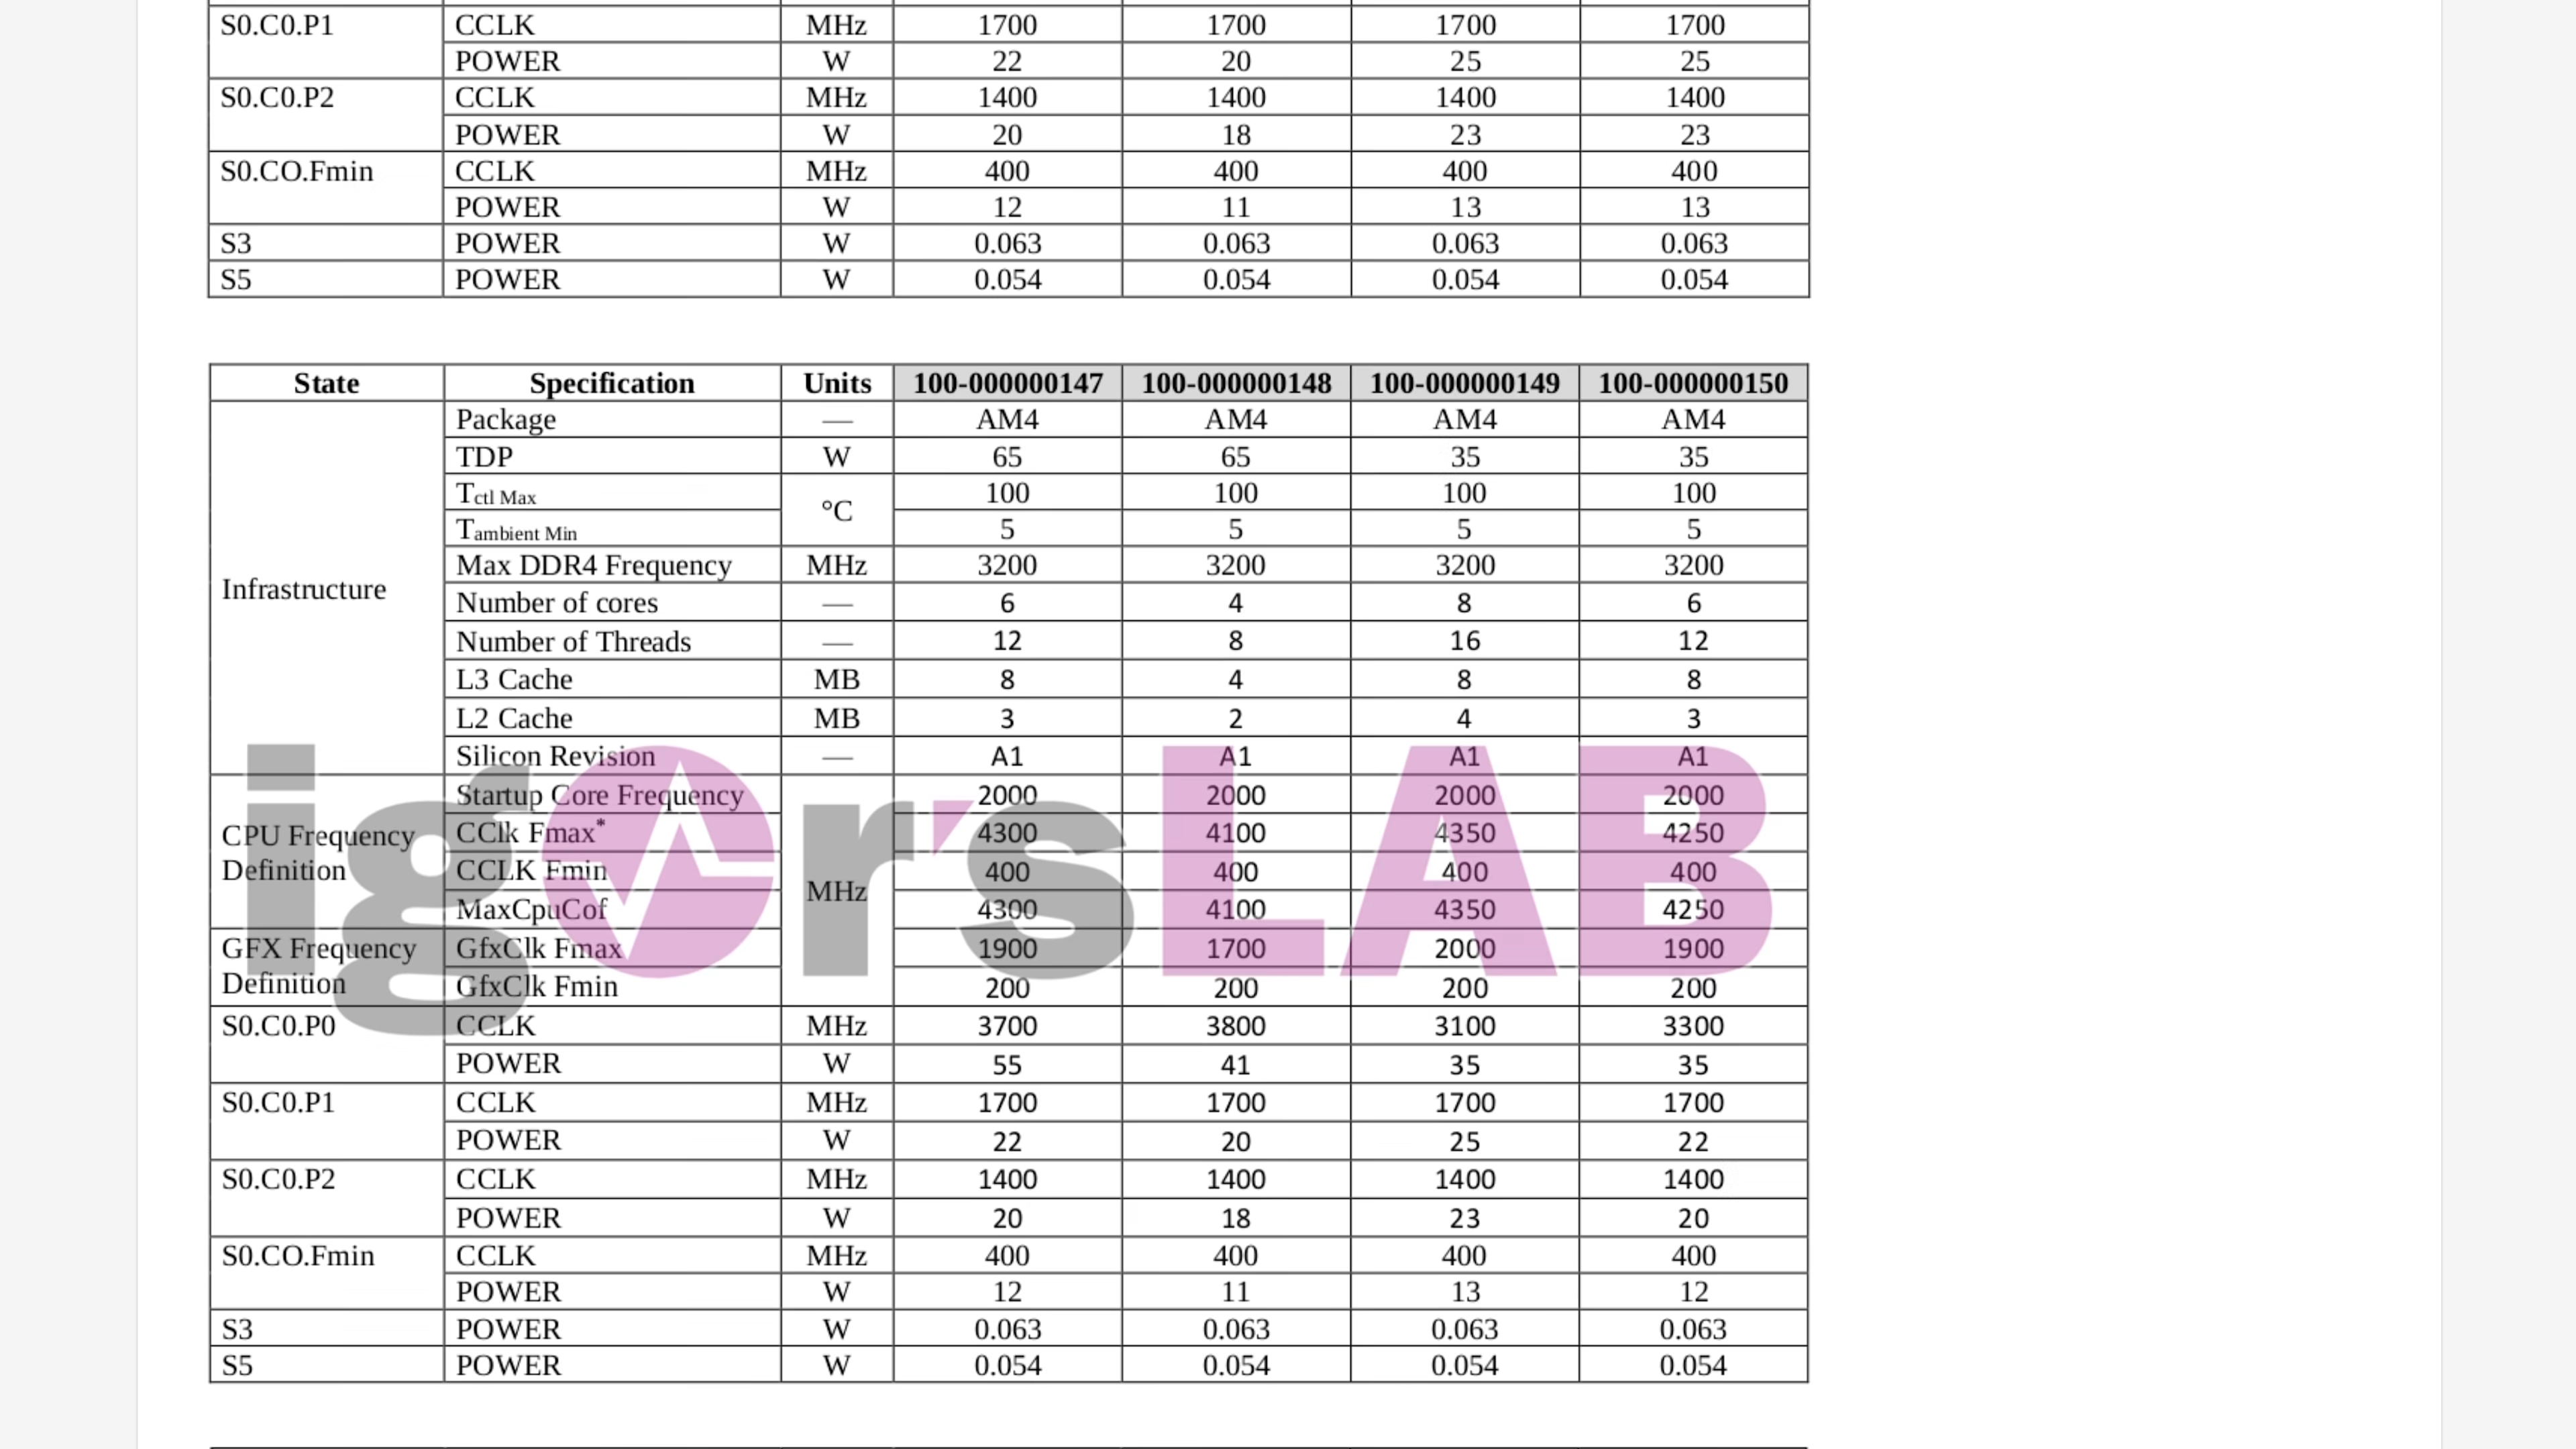 S0.C0.P1 CCLK MHz 1700 1700 1700 1700
POWER W 22 20 25 25
S0.C0.P2 CCLK MHz 1400 1400 1400 1400
POWER W 20 18 23 23
S0.CO.Fmin CCLK MHz 400 400 400 400
POWER W 12 11 13 13
S3 POWER W 0.063 0.063 0.063 0.063
S5 POWER W 0.054 0.054 0.054 0.054
State Specification Units 100-000000147 100-000000148 100-000000149 100-000000150
Infrastructure Package — AM4 AM4 AM4 AM4
TDP W 65 65 35 35
Tctl Max °C 100 100 100 100
Tambient Min 5 5 5 5
Max DDR4 Frequency MHz 3200 3200 3200 3200
Number of cores — 6 4 8 6
Number of Threads — 12 8 16 12
L3 Cache MB 8 4 8 8
L2 Cache MB 3 2 4 3
Silicon Revision — A1 A1 A1 A1
CPU Frequency Definition Startup Core Frequency MHz 2000 2000 2000 2000
CClk Fmax* 4300 4100 4350 4250
CCLK Fmin 400 400 400 400
MaxCpuCof 4300 4100 4350 4250
GFX Frequency Definition GfxClk Fmax 1900 1700 2000 1900
GfxClk Fmin 200 200 200 200
S0.C0.P0 CCLK MHz 3700 3800 3100 3300
POWER W 55 41 35 35
S0.C0.P1 CCLK MHz 1700 1700 1700 1700
POWER W 22 20 25 22
S0.C0.P2 CCLK MHz 1400 1400 1400 1400
POWER W 20 18 23 20
S0.CO.Fmin CCLK MHz 400 400 400 400
POWER W 12 11 13 12
S3 POWER W 0.063 0.063 0.063 0.063
S5 POWER W 0.054 0.054 0.054 0.054
igor'sLAB